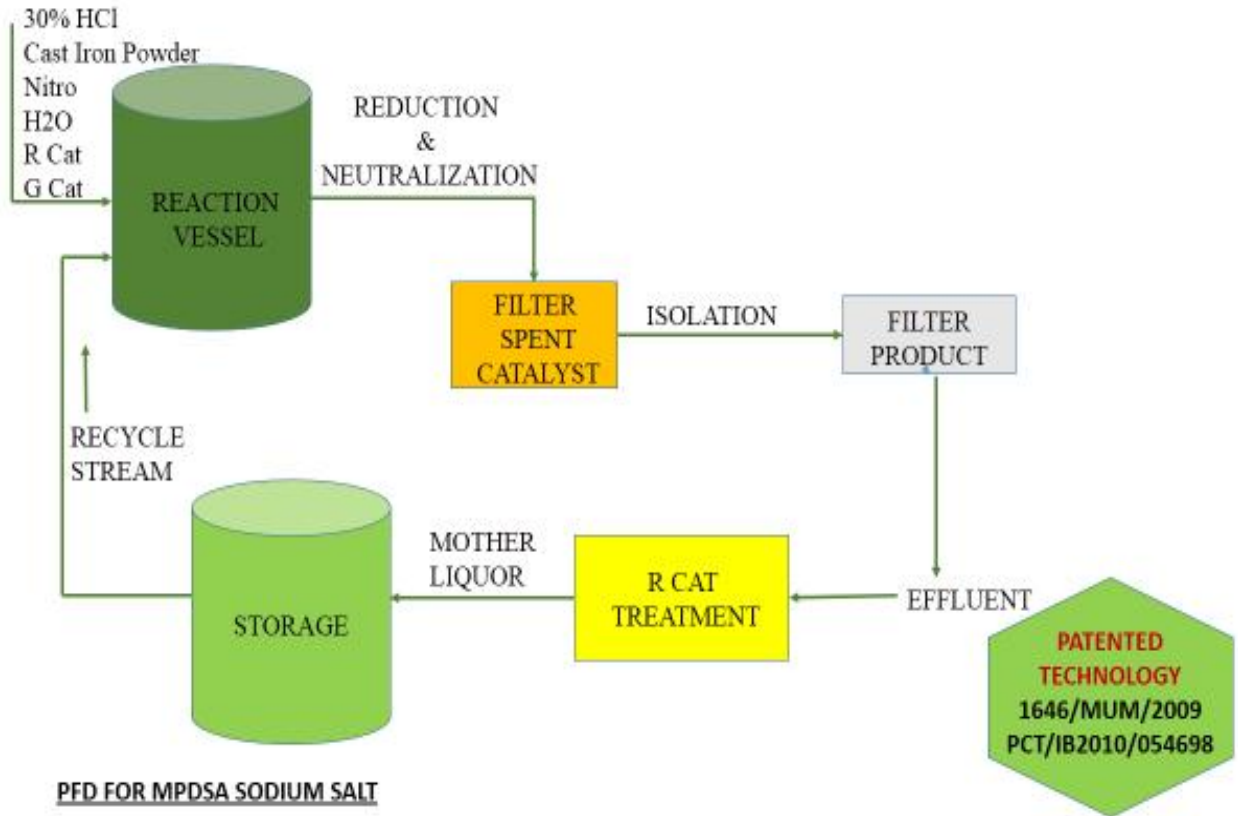 30% HCl
Cast Iron Powder
Nitro
H2O
R Cat
G Cat
REACTION
VESSEL
REDUCTION
&
NEUTRALIZATION
FILTER
SPENT
CATALYST
ISOLATION
FILTER
PRODUCT
RECYCLE
STREAM
STORAGE
MOTHER
LIQUOR
R CAT
TREATMENT
EFFLUENT
PATENTED
TECHNOLOGY
1646/MUM/2009
PCT/IB2010/054698
PFD FOR MPDSA SODIUM SALT